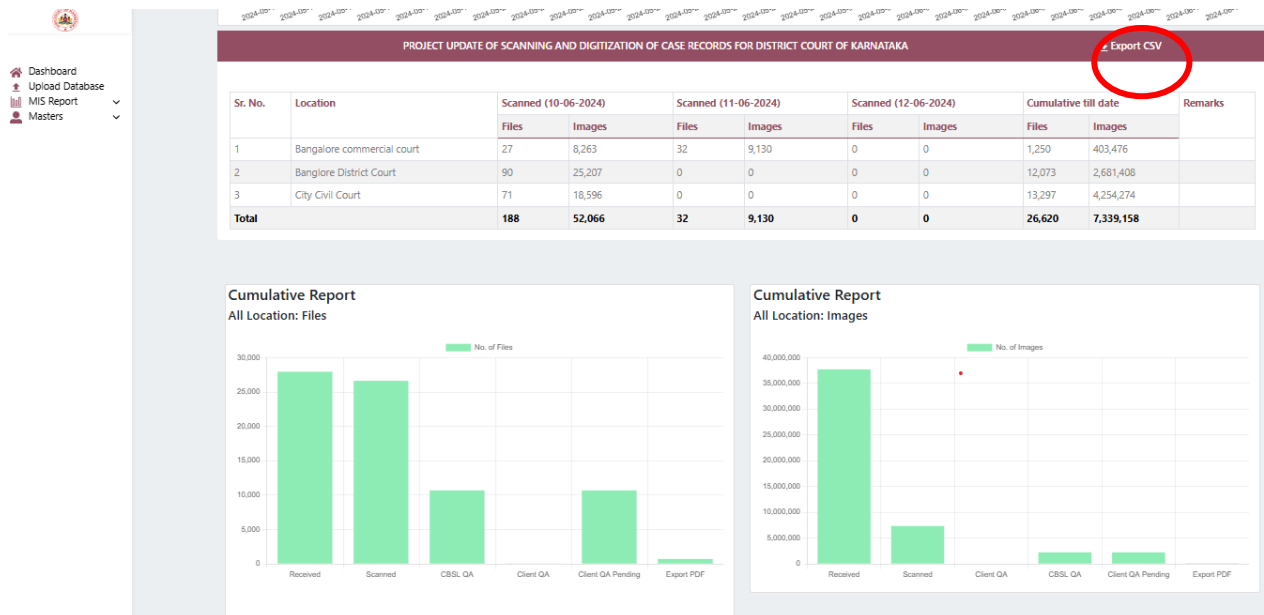 PROJECT UPDATE OF SCANNING AND DIGITIZATION OF CASE RECORDS FOR DISTRICT COURT OF KARNATAKA Export CSV
Dashboard
Upload Database
MIS Report
Masters
Sr. No. Location Scanned (10-06-2024) Scanned (11-06-2024) Scanned (12-06-2024) Cumulative till date Remarks
Files Images Files Images Files Images Files Images
1 Bangalore commercial court 27 8,263 32 9,130 0 0 1,250 403,476
2 Banglore District Court 90 25,207 0 0 0 0 12,073 2,681,408
3 City Civil Court 71 18,596 0 0 0 0 13,297 4,254,274
Total 188 52,066 32 9,130 0 0 26,620 7,339,158
Cumulative Report
All Location: Files
No. of Files
30,000
25,000
20,000
15,000
10,000
5,000
0
Received Scanned CBSL QA Client QA Client QA Pending Export PDF
Cumulative Report
All Location: Images
No. of Images
40,000,000
35,000,000
30,000,000
25,000,000
20,000,000
15,000,000
10,000,000
5,000,000
0
Received Scanned Client QA CBSL QA Client QA Pending Export PDF